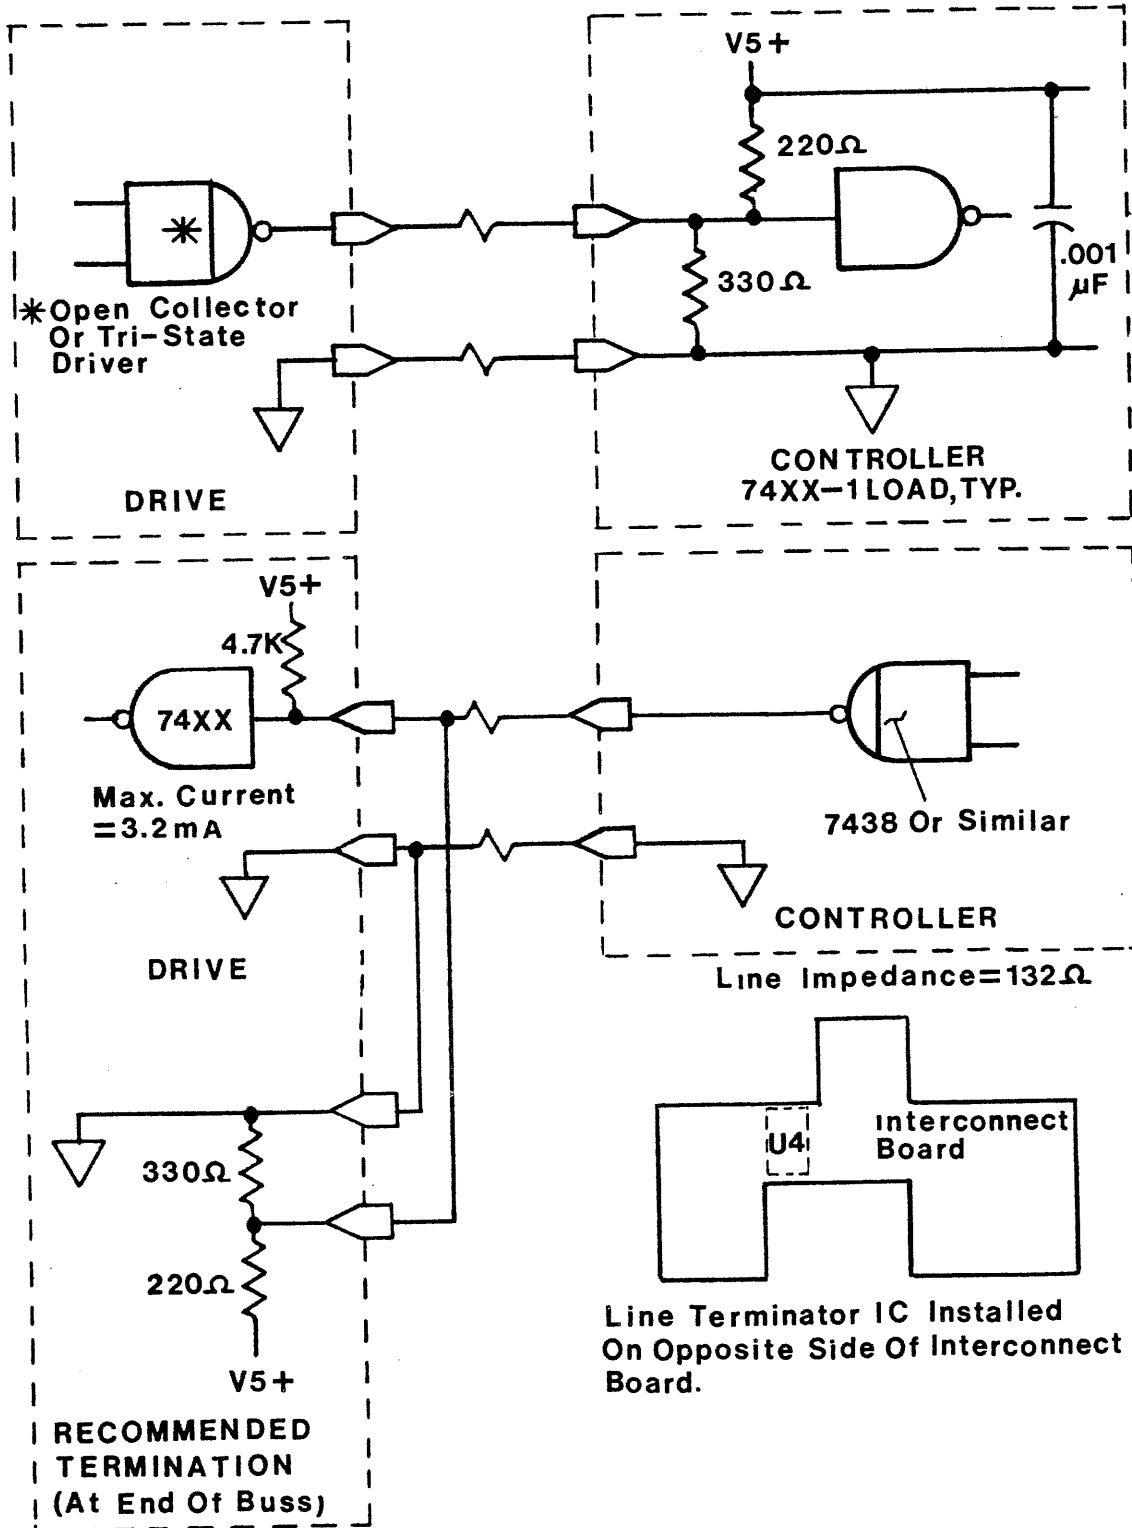 V5+
220Ω
330Ω
.001
μF
*
*Open Collector
Or Tri-State
Driver
DRIVE
CONTROLLER
74XX-1 LOAD, TYP.
V5+
4.7K
74XX
Max. Current
=3.2mA
7438 Or Similar
CONTROLLER
DRIVE
Line Impedance=132Ω
330Ω
220Ω
V5+
U4
Interconnect
Board
Line Terminator IC Installed
On Opposite Side Of Interconnect
Board.
RECOMMENDED
TERMINATION
(At End Of Buss)